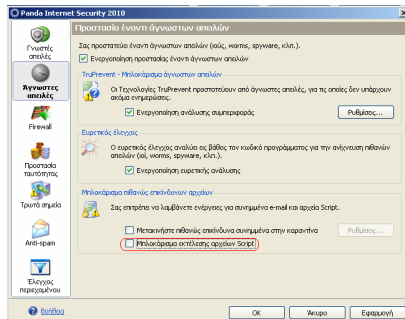 Panda Internet Security 2010
Προστασία έναντι άγνωστων απειλών
Γνωστές
απειλές
Άγνωστες
απειλές
Firewall
Προστασία
ταυτότητας
Τρωτά σημεία
Anti-spam
Έλεγχος
περιεχομένου
Σας προστατεύει έναντι άγνωστων απειλών (ιούς, worms, spyware, κλπ.).
Ενεργοποίηση προστασίας έναντι άγνωστων απειλών
TruPrevent - Μπλοκάρισμα άγνωστων απειλών
Οι Τεχνολογίες TruPrevent προστατεύουν από άγνωστες απειλές, για τις οποίες δεν υπάρχουν
ακόμα ενημερώσεις.
Ενεργοποίηση ανάλυσης συμπεριφοράς
Ρυθμίσεις...
Ευρετικός έλεγχος
Ο ευρετικός έλεγχος αναλύει εις βάθος τον κωδικό προγράμματος για την ανίχνευση πιθανών
απειλών (ιοί, worms, spyware, κλπ.).
Ενεργοποίηση ευρετικής ανάλυσης
Μπλοκάρισμα πιθανώς επικίνδυνων αρχείων
Σας επιτρέπει να λαμβάνετε ενέργειες για συνημμένα e-mail και αρχεία Script.
Μετακινήστε πιθανώς επικίνδυνα συνημμένα στην καραντίνα
Ρυθμίσεις...
Μπλοκάρισμα εκτέλεσης αρχείων Script
Βοήθεια
OK
Άκυρο
Εφαρμογή